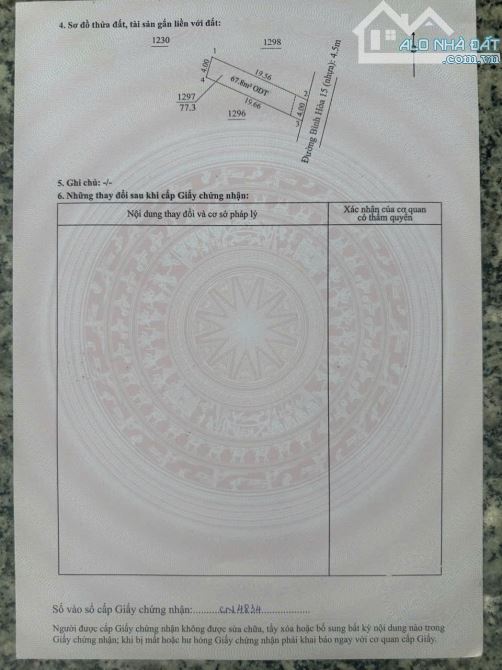 ALO NHÀ ĐẤT
.com.vn
4. Sơ đồ thửa đất, tài sản gắn liền với đất:
1230
1298
1
19.56
2
4.00
4
67.8m² ODT
4.00
1297
77.3
19.66
3
1296
Đường Bình Hòa 15 (nhựa): 4.5m
5. Ghi chú: -/-
6. Những thay đổi sau khi cấp Giấy chứng nhận:
Nội dung thay đổi và cơ sở pháp lý
Xác nhận của cơ quan
có thẩm quyền
Số vào sổ cấp Giấy chứng nhận:..........CN4834..................
Người được cấp Giấy chứng nhận không được sửa chữa, tẩy xóa hoặc bổ sung bất kỳ nội dung nào trong
Giấy chứng nhận; khi bị mất hoặc hư hỏng Giấy chứng nhận phải khai báo ngay với cơ quan cấp Giấy.